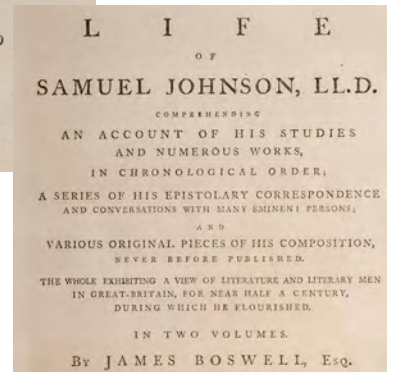 L I F E
OF
SAMUEL JOHNSON, LL.D.
COMPREHENDING
AN ACCOUNT OF HIS STUDIES
AND NUMEROUS WORKS,
IN CHRONOLOGICAL ORDER;
A SERIES OF HIS EPISTOLARY CORRESPONDENCE
AND CONVERSATIONS WITH MANY EMINENT PERSONS;
AND
VARIOUS ORIGINAL PIECES OF HIS COMPOSITION,
NEVER BEFORE PUBLISHED.
THE WHOLE EXHIBITING A VIEW OF LITERATURE AND LITERARY MEN
IN GREAT-BRITAIN, FOR NEAR HALF A CENTURY,
DURING WHICH HE FLOURISHED.
IN TWO VOLUMES.
BY JAMES BOSWELL, ESQ.